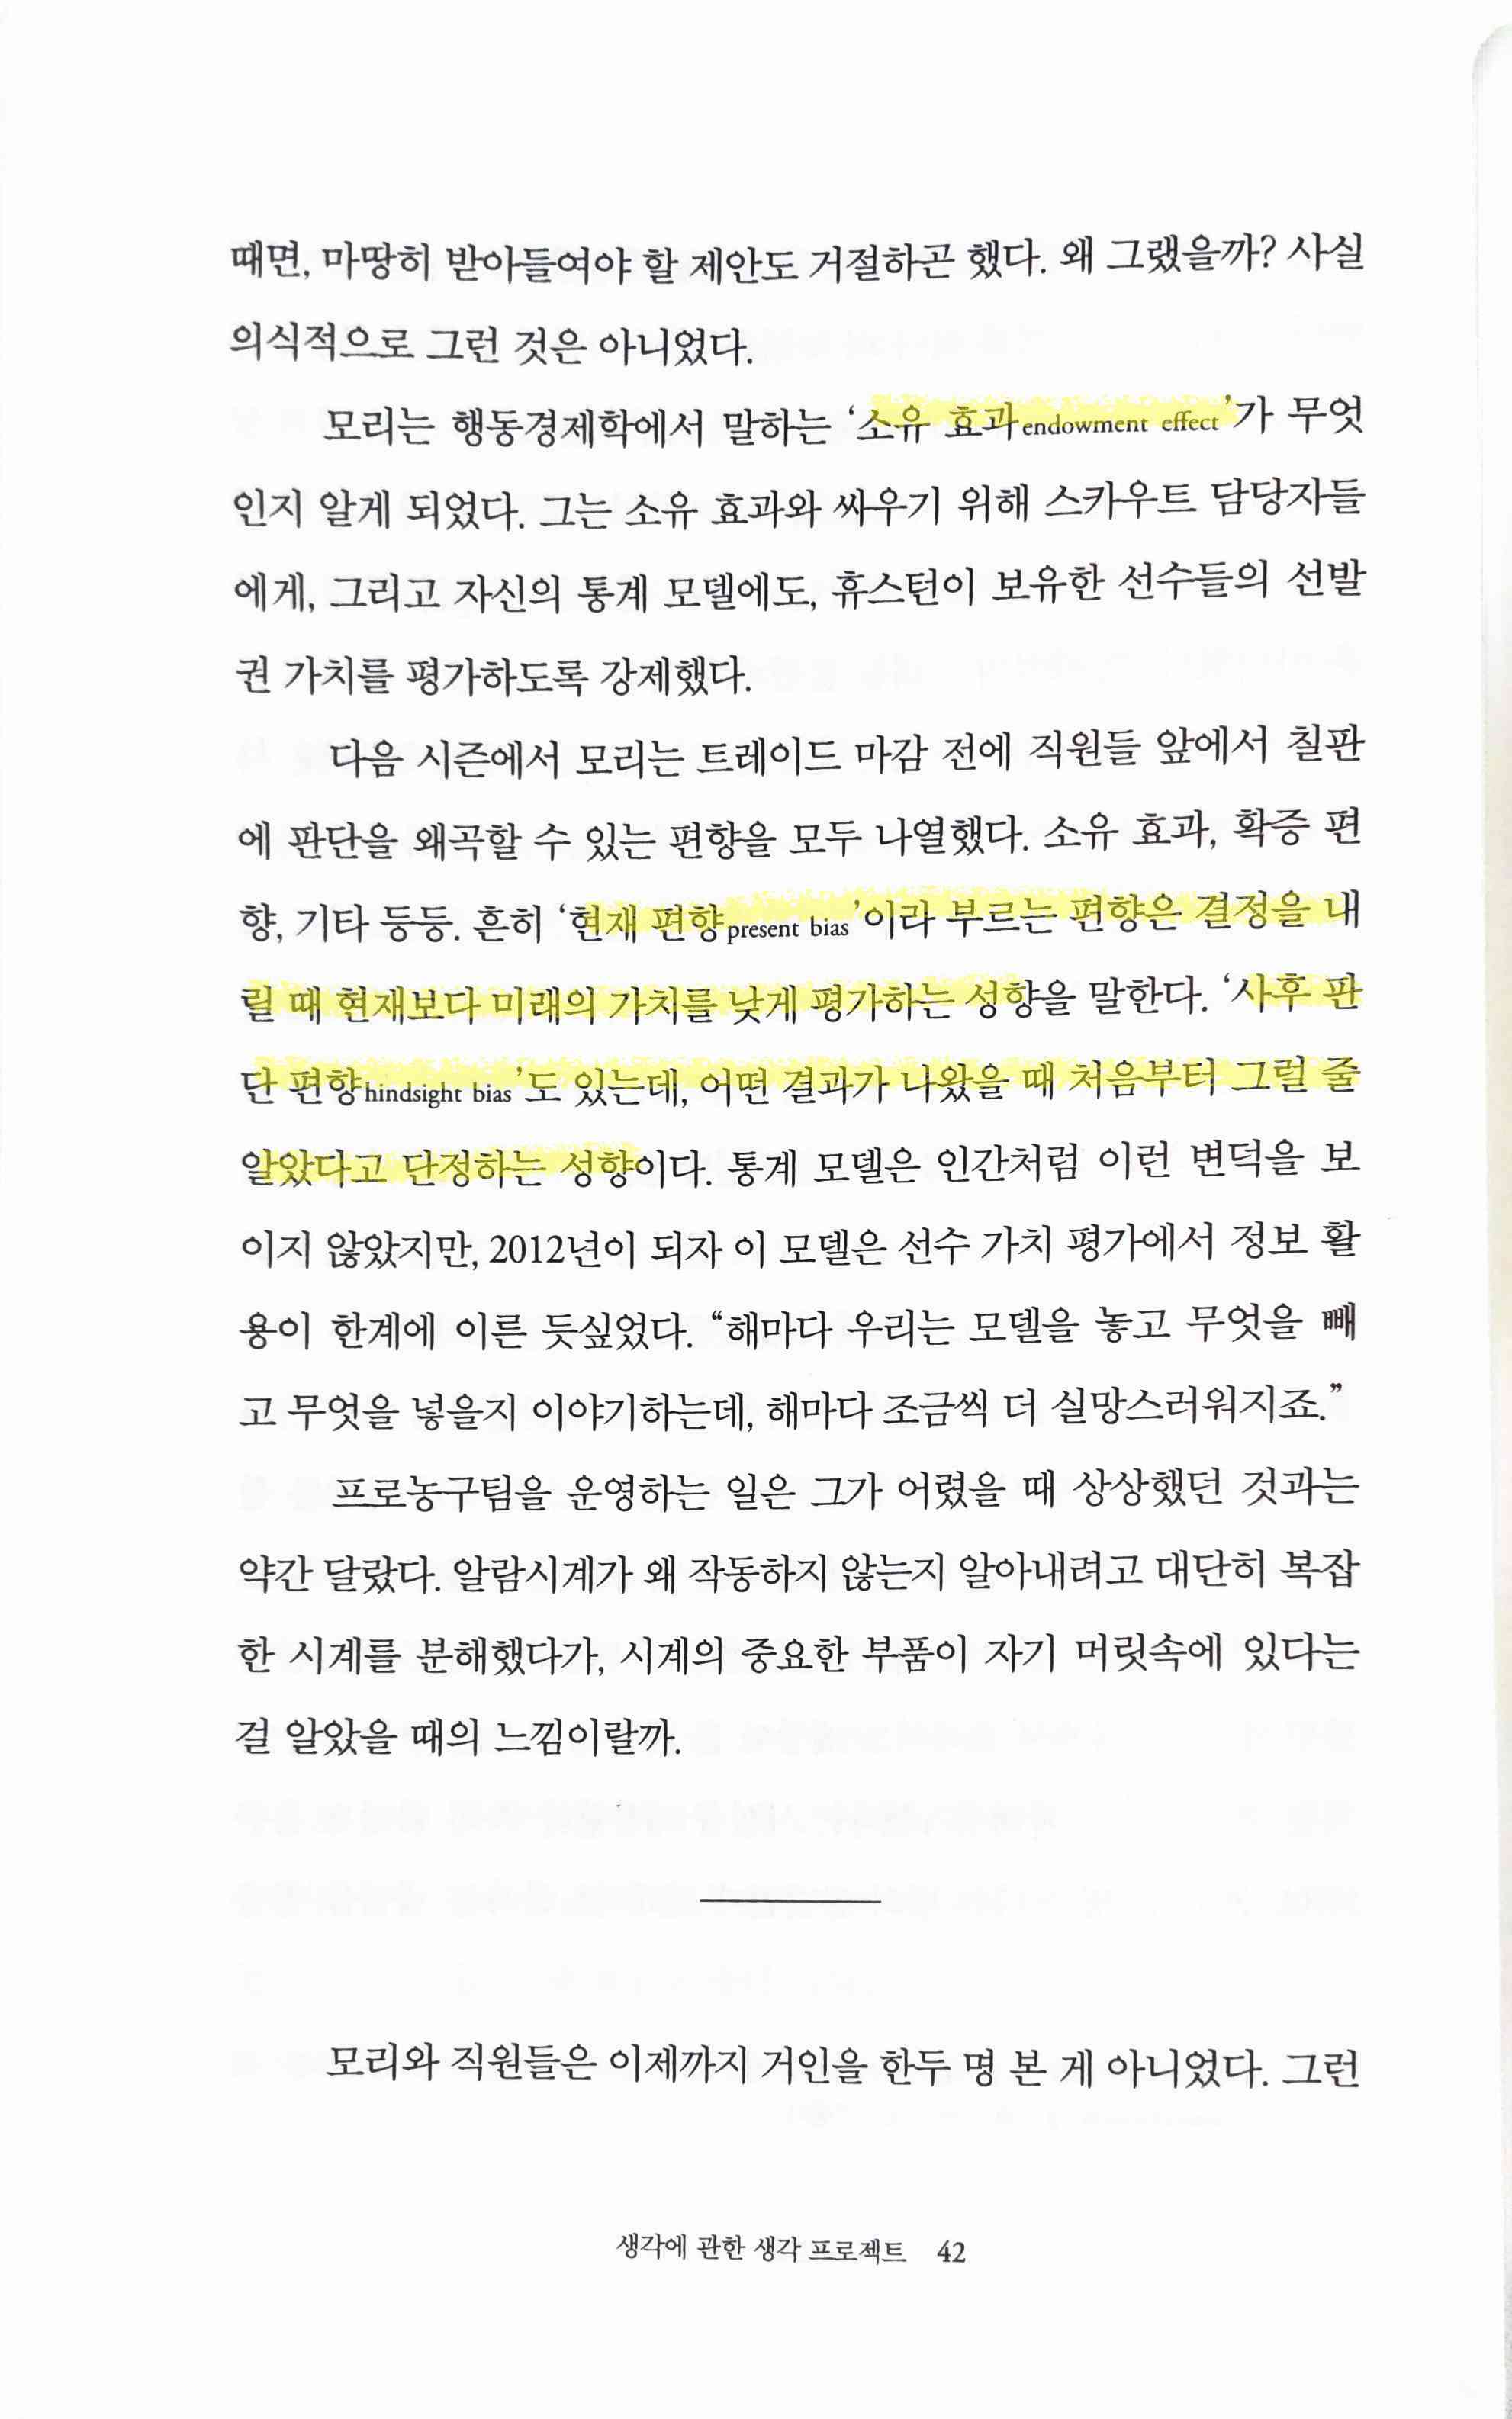 때면, 마땅히 받아들여야 할 제안도 거절하곤 했다. 왜 그랬을까? 사실
의식적으로 그런 것은 아니었다.
모리는 행동경제학에서 말하는 ‘소유 효과endowment effect’가 무엇
인지 알게 되었다. 그는 소유 효과와 싸우기 위해 스카우트 담당자들
에게, 그리고 자신의 통계 모델에도, 휴스턴이 보유한 선수들의 선발
권 가치를 평가하도록 강제했다.
다음 시즌에서 모리는 트레이드 마감 전에 직원들 앞에서 칠판
에 판단을 왜곡할 수 있는 편향을 모두 나열했다. 소유 효과, 확증 편
향, 기타 등등. 흔히 ‘현재 편향present bias’이라 부르는 편향은 결정을 내
릴 때 현재보다 미래의 가치를 낮게 평가하는 성향을 말한다. ‘사후 판
단 편향hindsight bias’도 있는데, 어떤 결과가 나왔을 때 처음부터 그럴 줄
알았다고 단정하는 성향이다. 통계 모델은 인간처럼 이런 변덕을 보
이지 않았지만, 2012년이 되자 이 모델은 선수 가치 평가에서 정보 활
용이 한계에 이른 듯싶었다. “해마다 우리는 모델을 놓고 무엇을 빼
고 무엇을 넣을지 이야기하는데, 해마다 조금씩 더 실망스러워지죠.”
프로농구팀을 운영하는 일은 그가 어렸을 때 상상했던 것과는
약간 달랐다. 알람시계가 왜 작동하지 않는지 알아내려고 대단히 복잡
한 시계를 분해했다가, 시계의 중요한 부품이 자기 머릿속에 있다는
걸 알았을 때의 느낌이랄까.
모리와 직원들은 이제까지 거인을 한두 명 본 게 아니었다. 그런
생각에 관한 생각 프로젝트 42